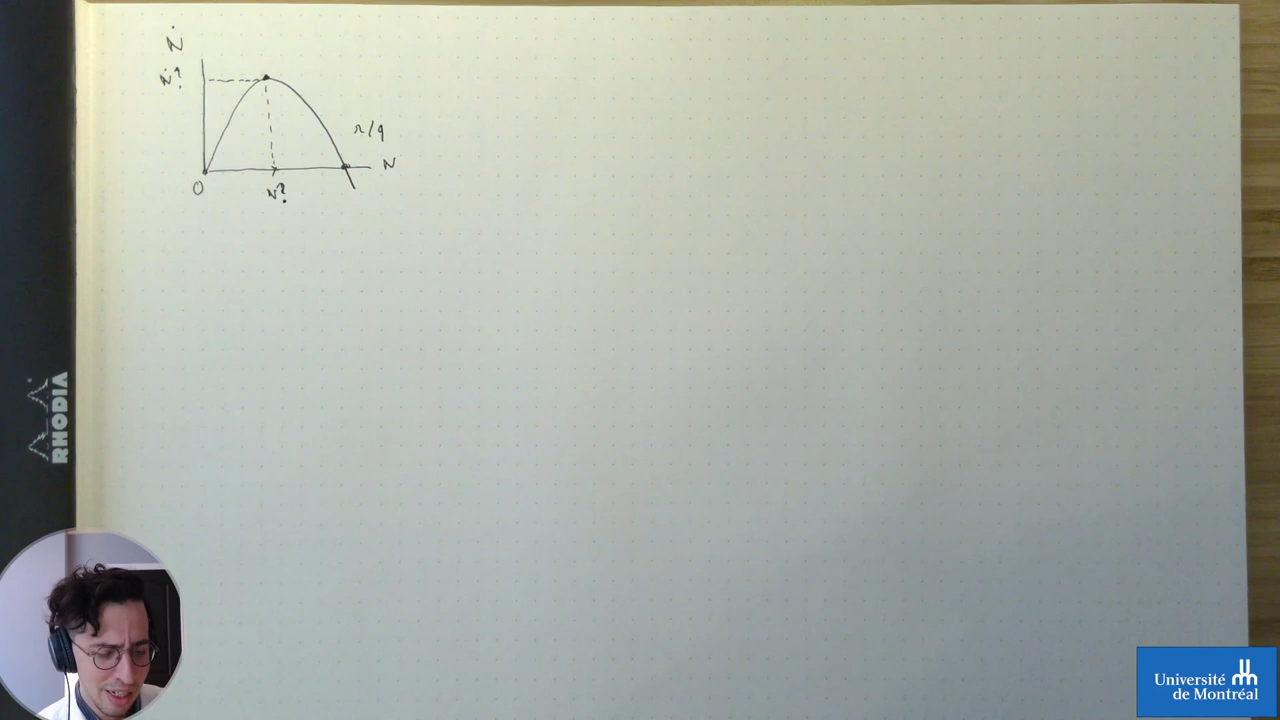 Ṅ
Ṅ?
r/q
N
0
N?
RHODIA
Université
de Montréal